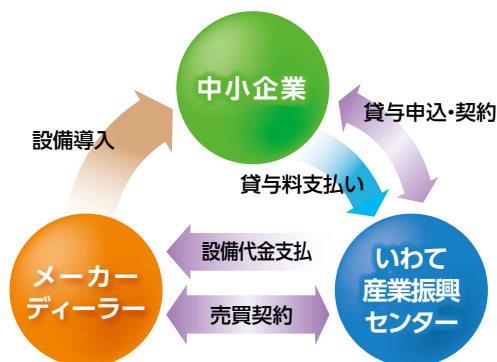 中小企業
貸与申込・契約
設備導入
貸与料支払い
メーカー
ディーラー
設備代金支払
売買契約
いわて
産業振興
センター